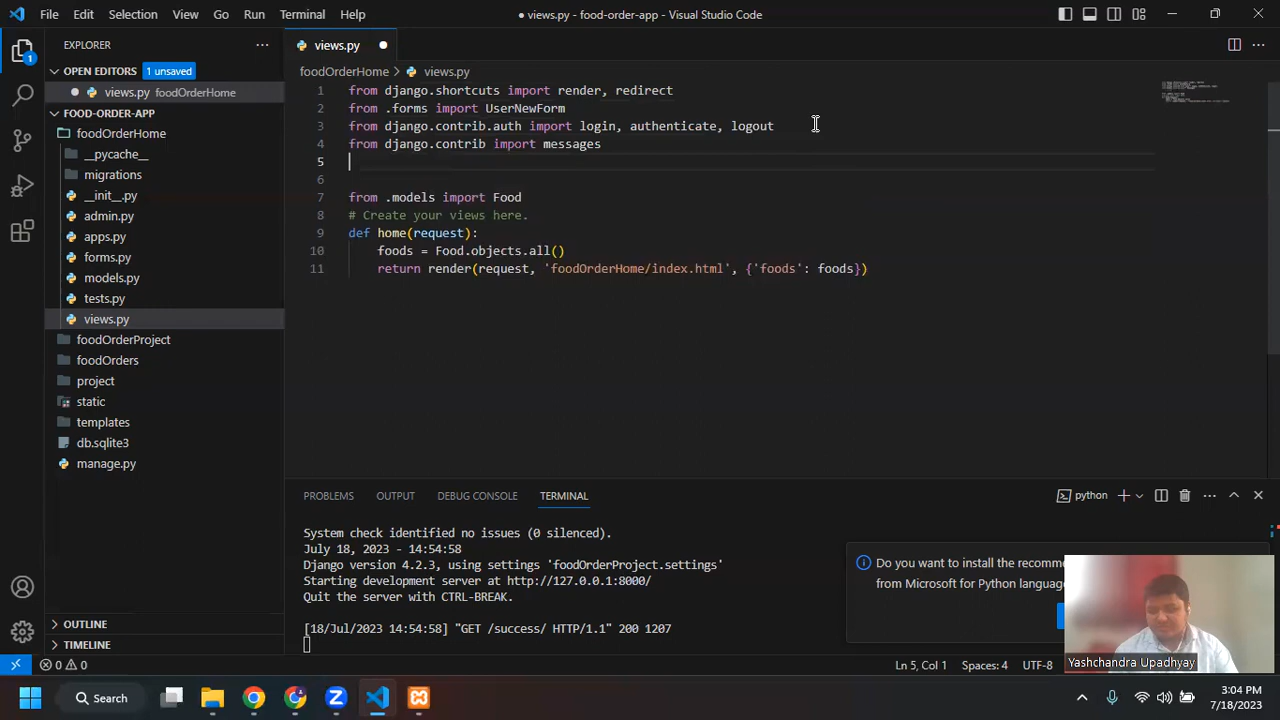 File Edit Selection View Go Run Terminal Help
● views.py - food-order-app - Visual Studio Code
EXPLORER
OPEN EDITORS 1 unsaved
views.py foodOrderHome
FOOD-ORDER-APP
foodOrderHome
__pycache__
migrations
__init__.py
admin.py
apps.py
forms.py
models.py
tests.py
views.py
foodOrderProject
foodOrders
project
static
templates
db.sqlite3
manage.py
OUTLINE
TIMELINE
views.py
foodOrderHome > views.py
1 from django.shortcuts import render, redirect
2 from .forms import UserNewForm
3 from django.contrib.auth import login, authenticate, logout
4 from django.contrib import messages
5
6
7 from .models import Food
8 # Create your views here.
9 def home(request):
10 foods = Food.objects.all()
11 return render(request, 'foodOrderHome/index.html', {'foods': foods})
PROBLEMS OUTPUT DEBUG CONSOLE TERMINAL
python
System check identified no issues (0 silenced).
July 18, 2023 - 14:54:58
Django version 4.2.3, using settings 'foodOrderProject.settings'
Starting development server at http://127.0.0.1:8000/
Quit the server with CTRL-BREAK.
[18/Jul/2023 14:54:58] "GET /success/ HTTP/1.1" 200 1207
Do you want to install the
from Microsoft for Python
Yashchandra Upadhyay
0 0
Ln 5, Col 1 Spaces: 4 UTF-8
1
Search
3:04 PM
7/18/2023